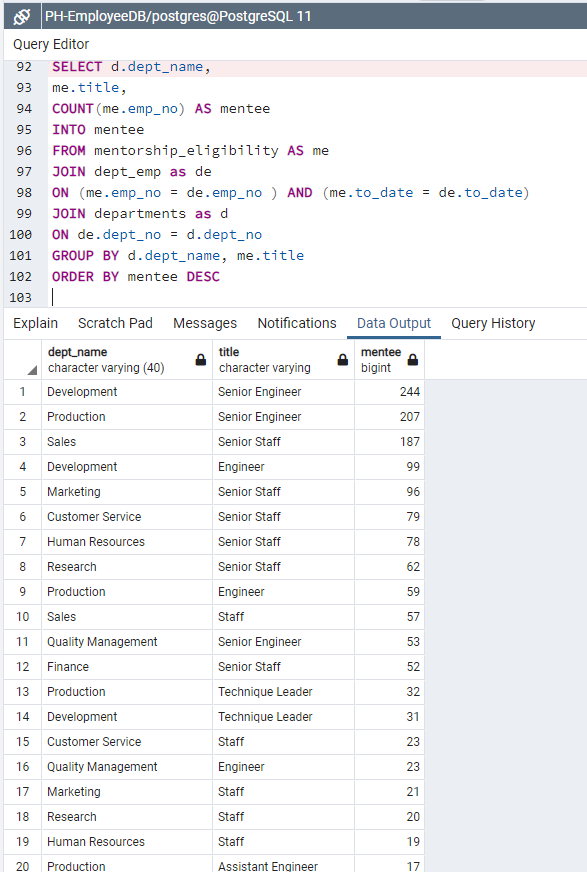 PH-EmployeeDB/postgres@PostgreSQL 11
Query Editor
92 SELECT d.dept_name,
93 me.title,
94 COUNT(me.emp_no) AS mentee
95 INTO mentee
96 FROM mentorship_eligibility AS me
97 JOIN dept_emp as de
98 ON (me.emp_no = de.emp_no ) AND (me.to_date = de.to_date)
99 JOIN departments as d
100 ON de.dept_no = d.dept_no
101 GROUP BY d.dept_name, me.title
102 ORDER BY mentee DESC
103
Explain Scratch Pad Messages Notifications Data Output Query History
dept_name title mentee
character varying (40) character varying bigint
1 Development Senior Engineer 244
2 Production Senior Engineer 207
3 Sales Senior Staff 187
4 Development Engineer 99
5 Marketing Senior Staff 96
6 Customer Service Senior Staff 79
7 Human Resources Senior Staff 78
8 Research Senior Staff 62
9 Production Engineer 59
10 Sales Staff 57
11 Quality Management Senior Engineer 53
12 Finance Senior Staff 52
13 Production Technique Leader 32
14 Development Technique Leader 31
15 Customer Service Staff 23
16 Quality Management Engineer 23
17 Marketing Staff 21
18 Research Staff 20
19 Human Resources Staff 19
20 Production Assistant Engineer 17